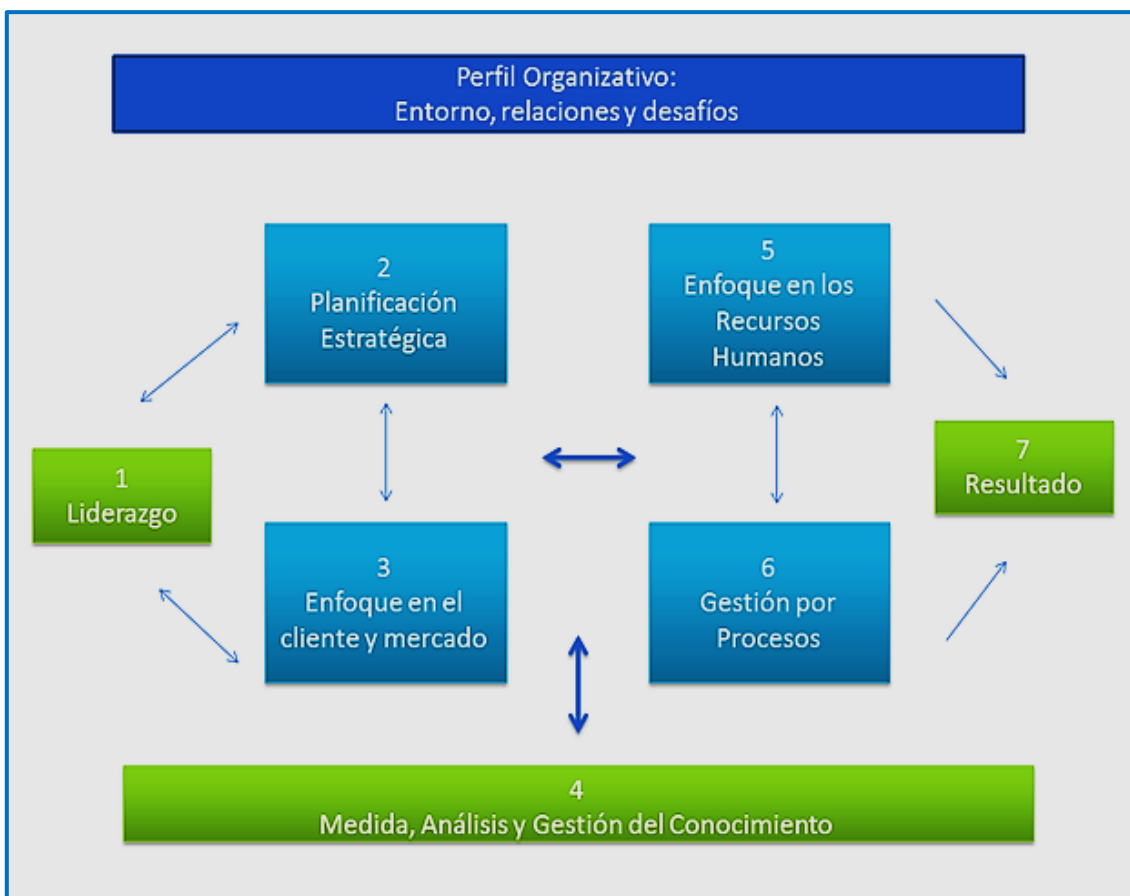 Perfil Organizativo:
Entorno, relaciones y desafíos
2
Planificación
Estratégica
5
Enfoque en los
Recursos
Humanos
1
Liderazgo
7
Resultado
3
Enfoque en el
cliente y mercado
6
Gestión por
Procesos
4
Medida, Análisis y Gestión del Conocimiento